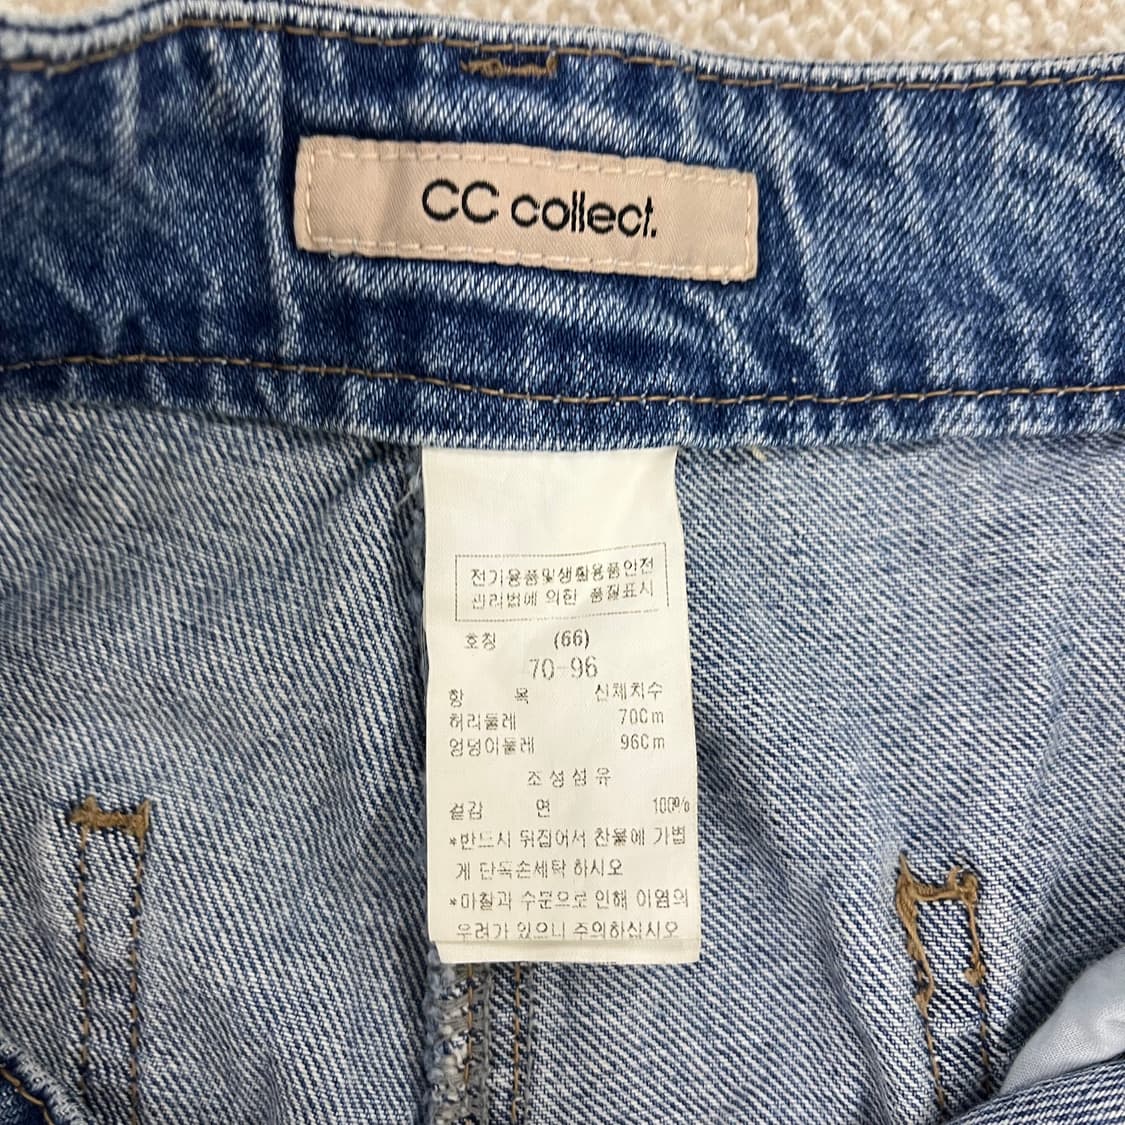 CC collect.
전기용품및생활용품안전
관리법에 의한 품질표시
호칭 (66)
70-96
항 목 신체치수
허리둘레 70Cm
엉덩이둘레 96Cm
조성섬유
겉감 면 100%
*반드시 뒤집어서 찬물에 가볍
게 단독손세탁 하시오
*마찰과 수분으로 인해 이염의
우려가 있으니 주의하십시오